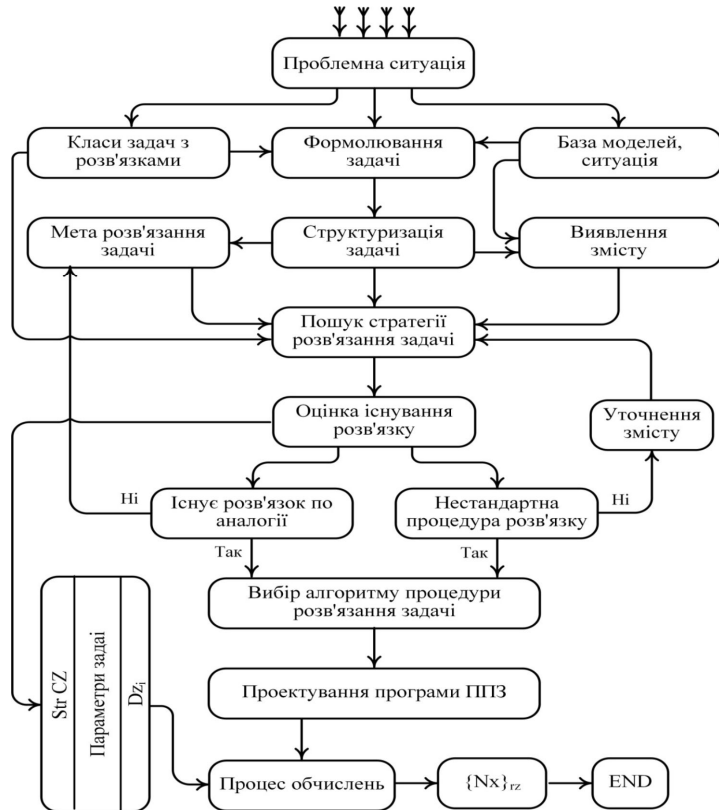 Проблемна ситуація
Класи задач з
розв'язками
Формолювання
задачі
База моделей,
ситуація
Мета розв'язання
задачі
Структуризація
задачі
Виявлення
змісту
Пошук стратегії
розв'язання задачі
Оцінка існування
розв'язку
Уточнення
змісту
Ні
Існує розв'язок по
аналогії
Нестандартна
процедура розв'язку
Ні
Так
Так
Вибір алгоритму процедури
розв'язання задачі
Str CZ
Параметри задаі
Dzi
Проектування програми ППЗ
Процес обчислень
{Nx}rz
END